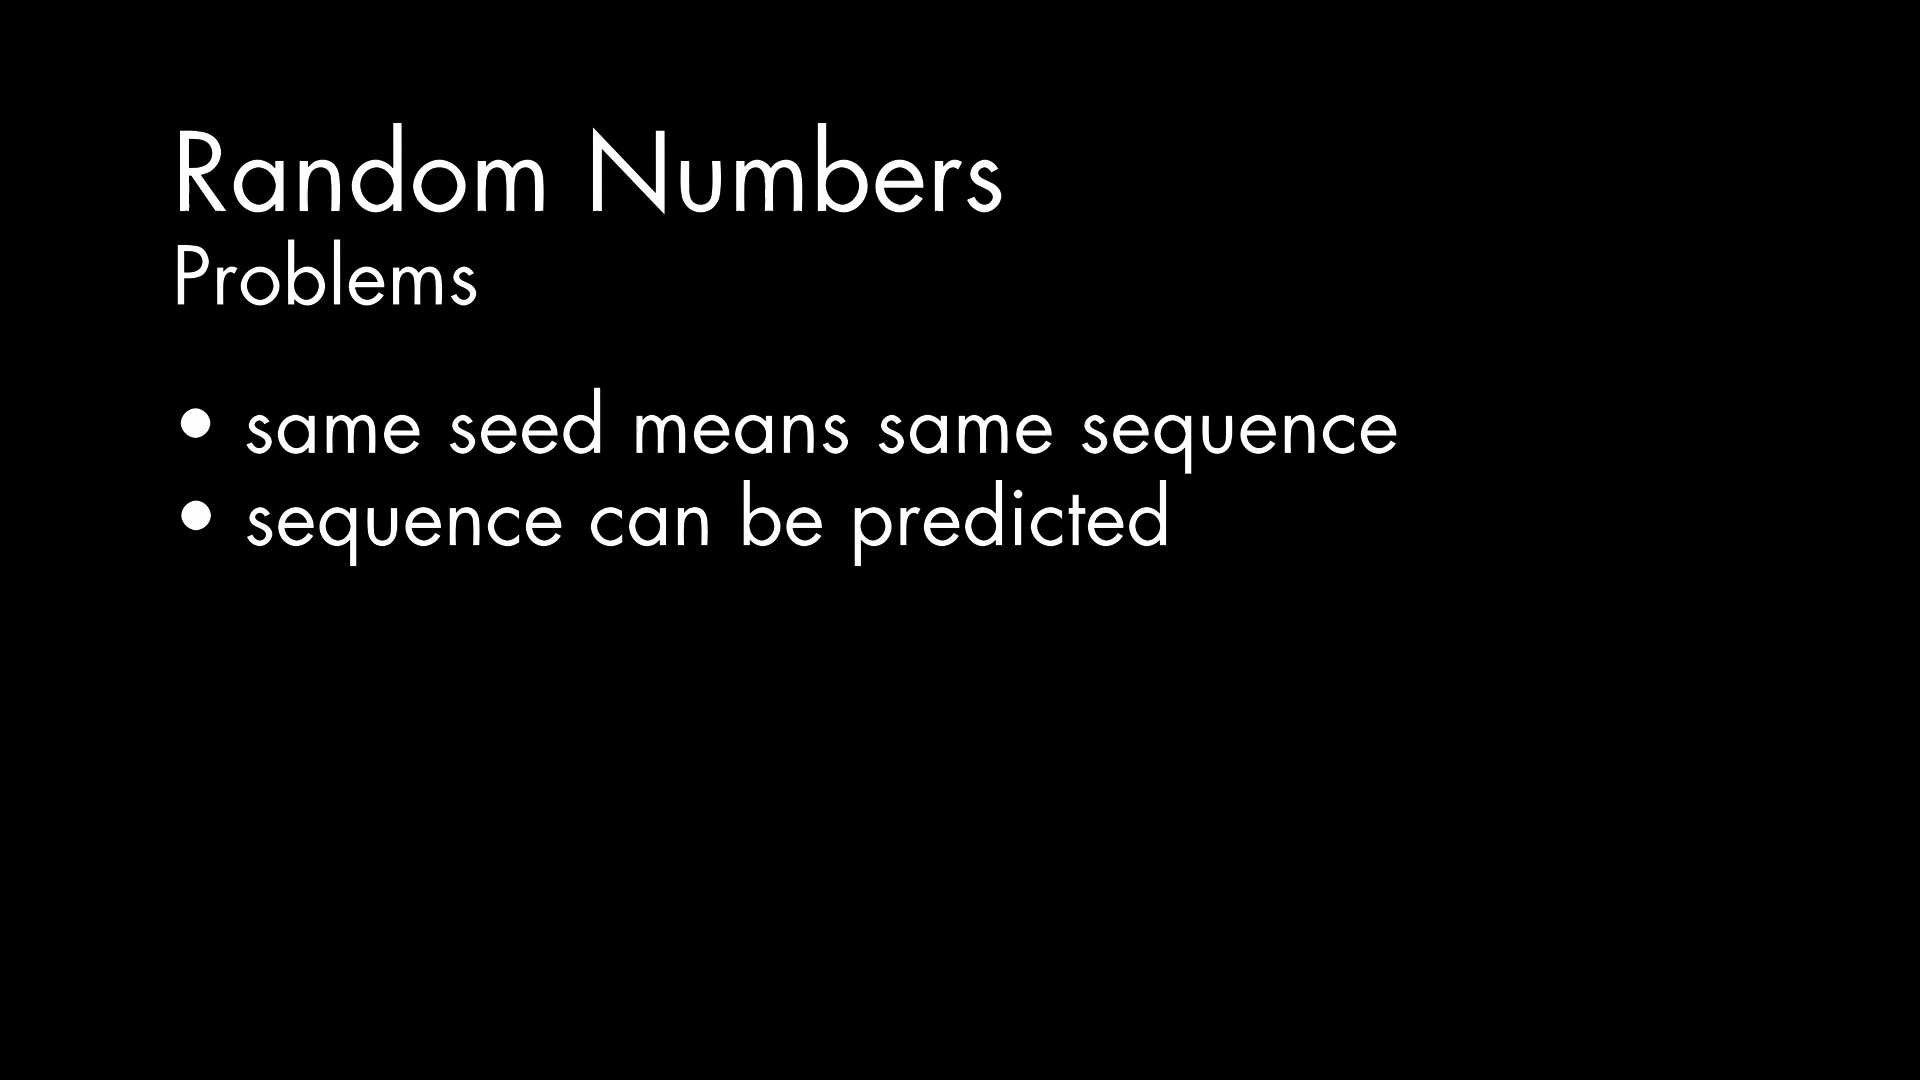 Random Numbers
Problems
• same seed means same sequence
• sequence can be predicted